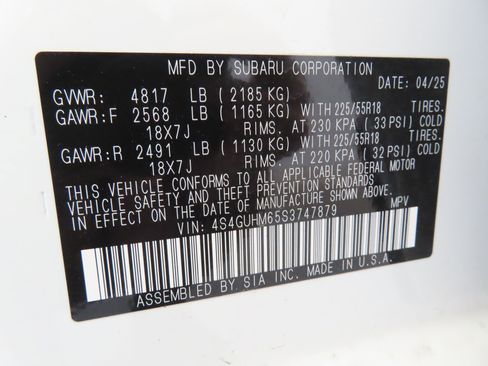 MFD BY SUBARU CORPORATION
DATE: 04/25
GVWR: 4817 LB (2185 KG)
GAWR:F 2568 LB (1165 KG) WITH 225/55R18 TIRES.
18X7J RIMS. AT 230 KPA (33 PSI) COLD
GAWR:R 2491 LB (1130 KG) WITH 225/55R18 TIRES.
18X7J RIMS. AT 220 KPA (32 PSI) COLD
THIS VEHICLE CONFORMS TO ALL APPLICABLE FEDERAL MOTOR
VEHICLE SAFETY AND THEFT PREVENTION STANDARDS
IN EFFECT ON THE DATE OF MANUFACTURE SHOWN ABOVE.
VIN: 4S4GUHM65S3747879 MPV
ASSEMBLED BY SIA INC. MADE IN U.S.A.